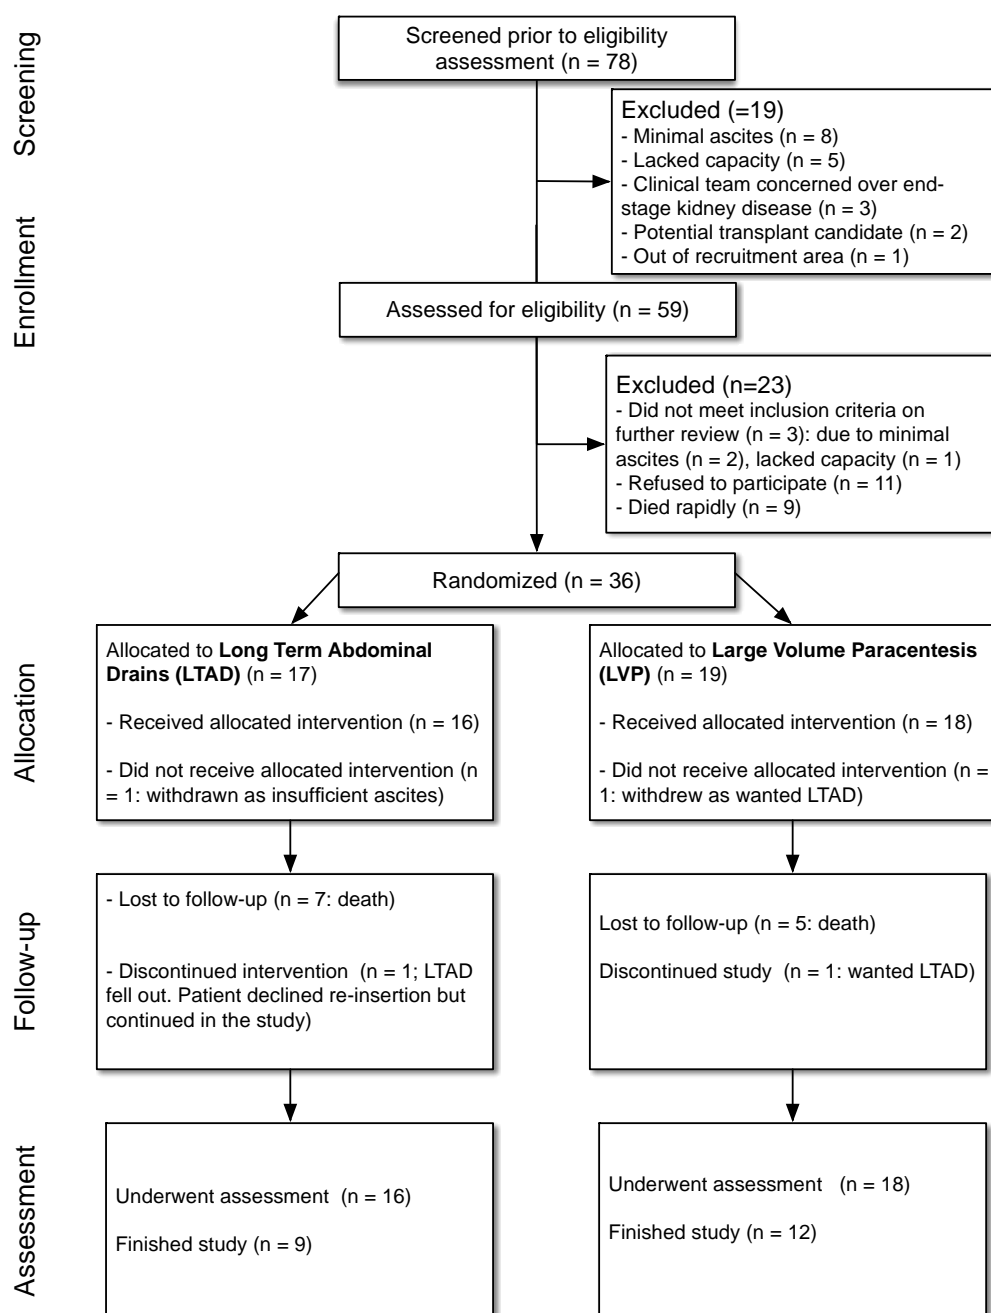 Screening
Screened prior to eligibility
assessment (n = 78)
Excluded (=19)
- Minimal ascites (n = 8)
- Lacked capacity (n = 5)
- Clinical team concerned over end-
stage kidney disease (n = 3)
- Potential transplant candidate (n = 2)
- Out of recruitment area (n = 1)
Enrollment
Assessed for eligibility (n = 59)
Excluded (n=23)
- Did not meet inclusion criteria on
further review (n = 3): due to minimal
ascites (n = 2), lacked capacity (n = 1)
- Refused to participate (n = 11)
- Died rapidly (n = 9)
Randomized (n = 36)
Allocation
Allocated to Long Term Abdominal
Drains (LTAD) (n = 17)
- Received allocated intervention (n = 16)
- Did not receive allocated intervention (n
= 1: withdrawn as insufficient ascites)
Allocated to Large Volume Paracentesis
(LVP) (n = 19)
- Received allocated intervention (n = 18)
- Did not receive allocated intervention (n =
1: withdrew as wanted LTAD)
Follow-up
- Lost to follow-up (n = 7: death)
- Discontinued intervention (n = 1; LTAD
fell out. Patient declined re-insertion but
continued in the study)
Lost to follow-up (n = 5: death)
Discontinued study (n = 1: wanted LTAD)
Assessment
Underwent assessment (n = 16)
Finished study (n = 9)
Underwent assessment (n = 18)
Finished study (n = 12)